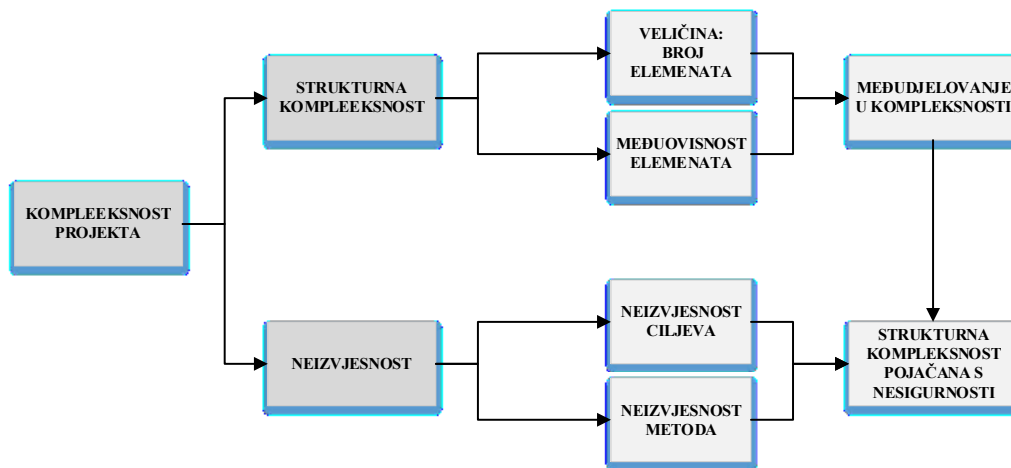 VELIČINA:
BROJ
ELEMENATA
STRUKTURNA
KOMPLEEKSNOST
MEĐUDJELOVANJE
U KOMPLEKSNOSTI
MEĐUOVISNOST
ELEMENATA
KOMPLEEKSNOST
PROJEKTA
NEIZVJESNOST
CILJEVA
NEIZVJESNOST
STRUKTURNA
KOMPLEKSNOST
POJAČANA S
NESIGURNOSTI
NEIZVJESNOST
METODA